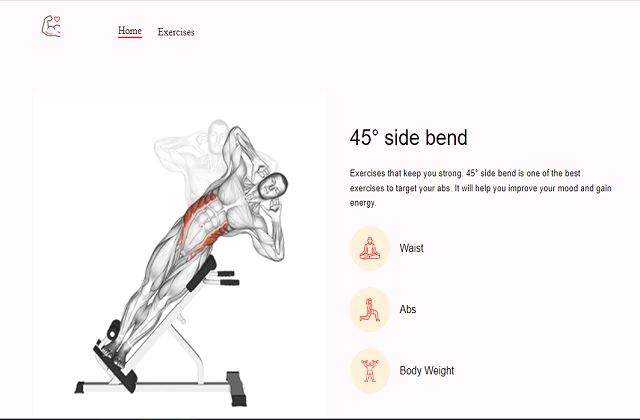 Home
Exercises
45° side bend
Exercises that keep you strong. 45° side bend is one of the best
exercises to target your abs. It will help you improve your mood and gain
energy.
Waist
Abs
Body Weight